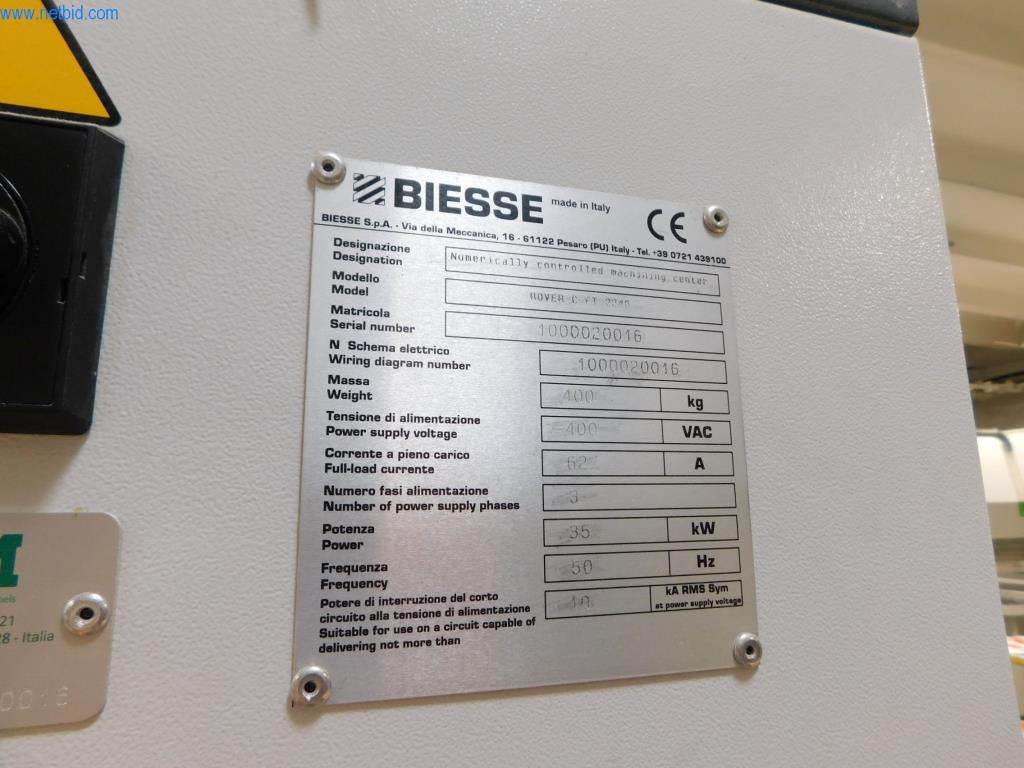 www.netbid.com
BIESSE made in Italy CE
BIESSE S.p.A. - Via della Meccanica, 16 - 61122 Pesaro (PU) Italy - Tel. +39 0721 439100
Designazione
Designation Numerically controlled machining center
Modello
Model ROVER C FT
Matricola
Serial number 1000020016
N Schema elettrico
Wiring diagram number 1000020016
Massa
Weight 400 kg
Tensione di alimentazione
Power supply voltage 400 VAC
Corrente a pieno carico
Full-load currente 62 A
Numero fasi alimentazione
Number of power supply phases 3
Potenza
Power 35 kW
Frequenza
Frequency 50 Hz
Potere di interruzione del corto
circuito alla tensione di alimentazione
Suitable for use on a circuit capable of
delivering not more than
10 kA RMS Sym
at power supply voltage
21
28 - Italia
0016